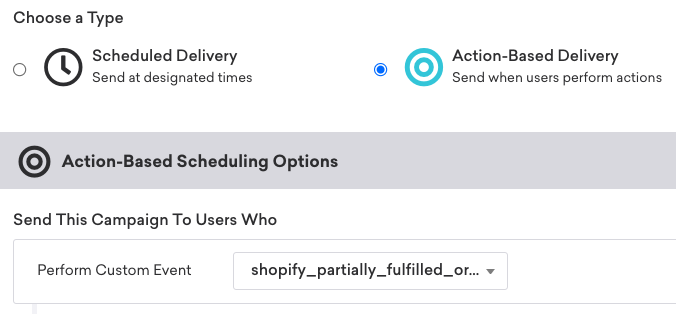 Choose a Type
Scheduled Delivery
Send at designated times
Action-Based Delivery
Send when users perform actions
Action-Based Scheduling Options
Send This Campaign To Users Who
Perform Custom Event shopify_partially_fulfilled_or...